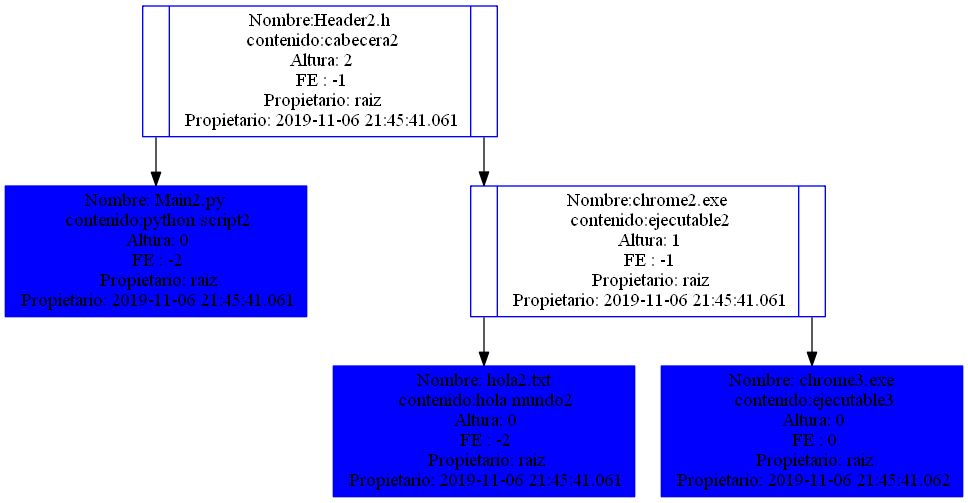 Nombre:Header2.h
contenido:cabecera2
Altura: 2
FE : -1
Propietario: raiz
Propietario: 2019-11-06 21:45:41.061
Nombre: Main2.py
contenido:python script2
Altura: 0
FE : -2
Propietario: raiz
Propietario: 2019-11-06 21:45:41.061
Nombre:chrome2.exe
contenido:ejecutable2
Altura: 1
FE : -1
Propietario: raiz
Propietario: 2019-11-06 21:45:41.061
Nombre: hola2.txt
contenido:hola mundo2
Altura: 0
FE : -2
Propietario: raiz
Propietario: 2019-11-06 21:45:41.061
Nombre: chrome3.exe
contenido:ejecutable3
Altura: 0
FE : 0
Propietario: raiz
Propietario: 2019-11-06 21:45:41.062